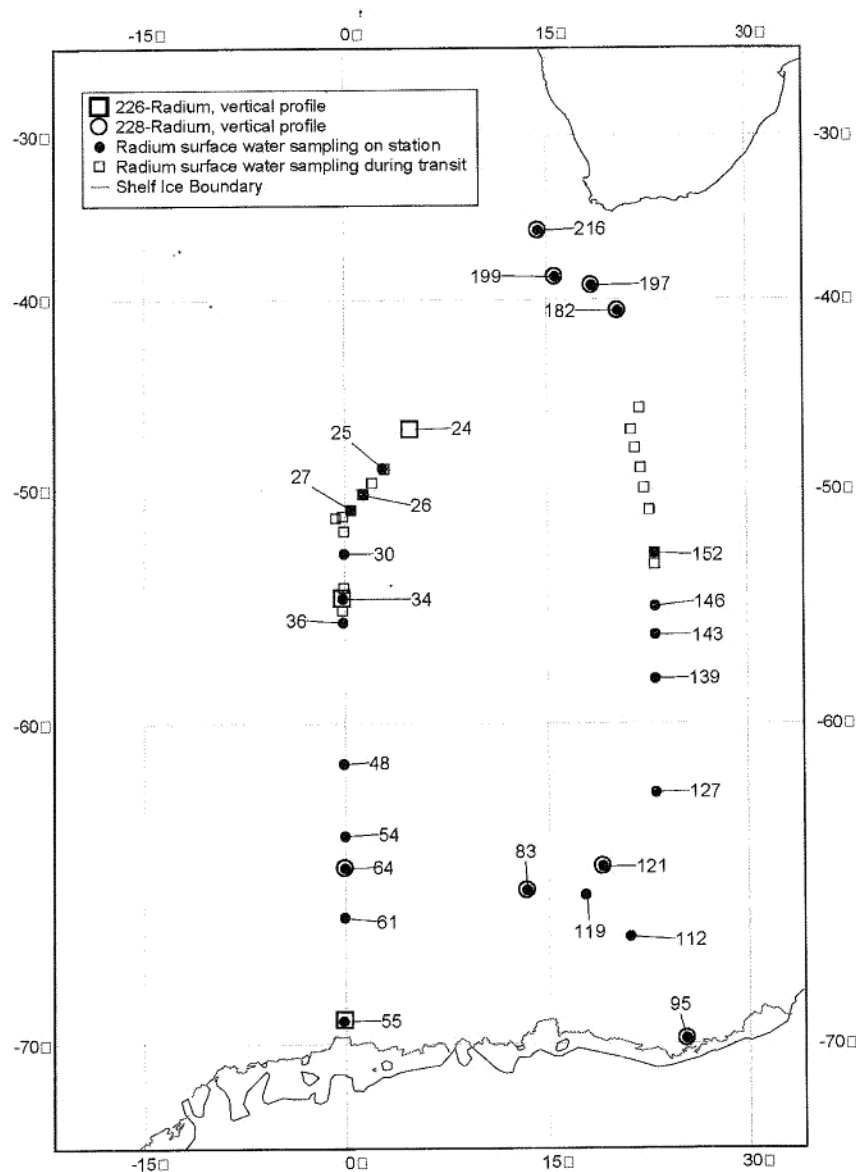 -15□ 0□ 15□ 30□
226-Radium, vertical profile
228-Radium, vertical profile
Radium surface water sampling on station
Radium surface water sampling during transit
Shelf Ice Boundary
-30□ -30□
216
199 197
-40□ 182 -40□
24
25
27
-50□ 26 -50□
30 152
34 146
36 143
139
-60□ -60□
48
127
54
83
64 121
61 119 112
95
55
-70□ -70□
-15□ 0□ 15□ 30□